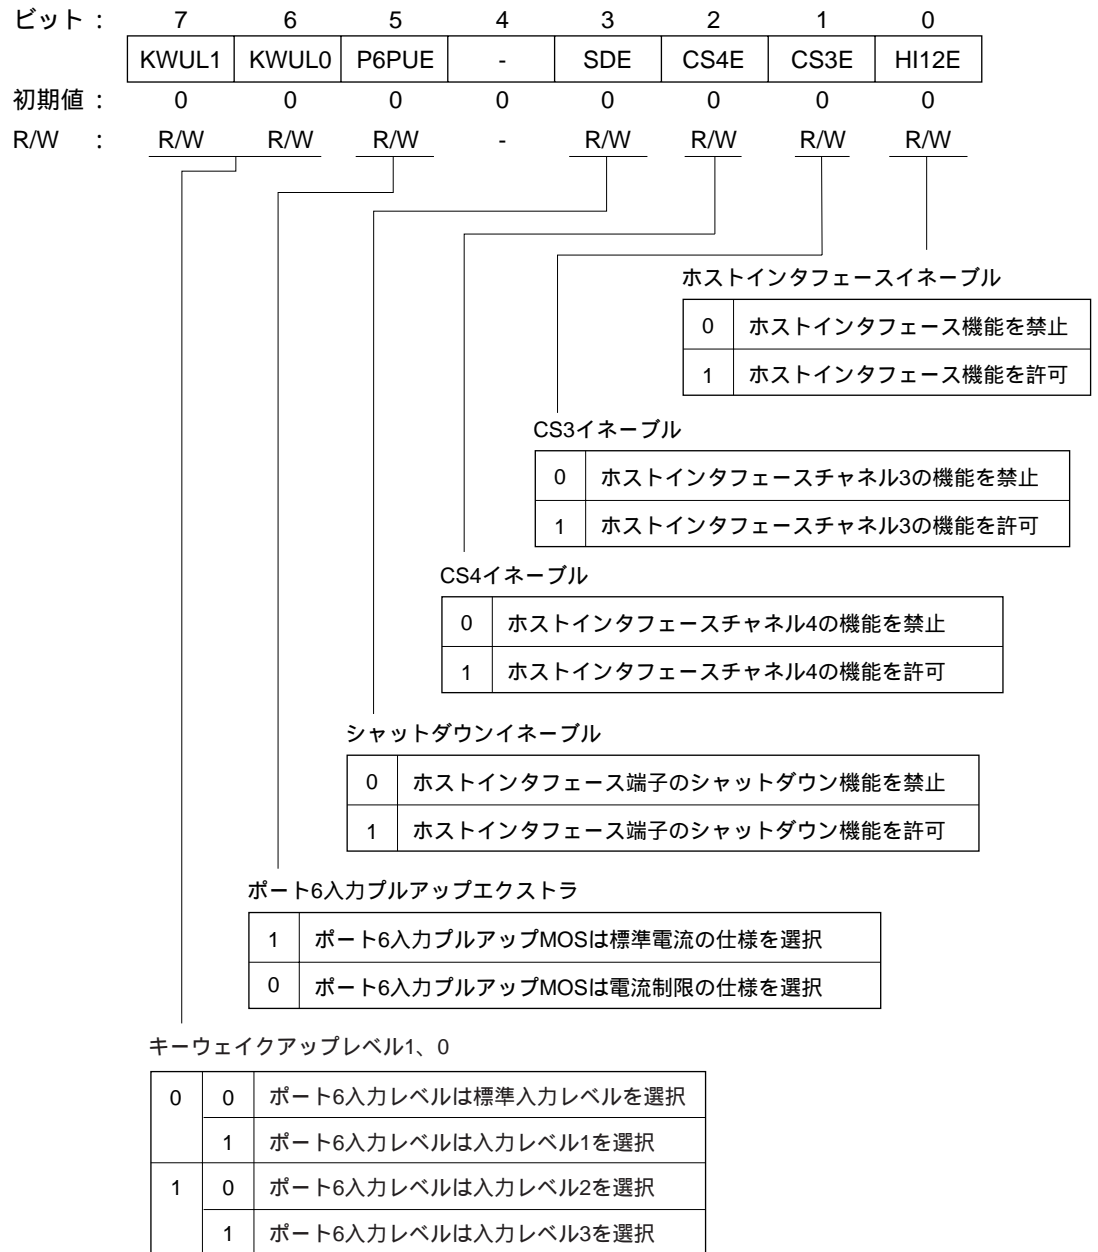 ビット： 7 6 5 4 3 2 1 0
KWUL1 KWUL0 P6PUE - SDE CS4E CS3E HI12E
初期値： 0 0 0 0 0 0 0 0
R/W ： R/W R/W R/W - R/W R/W R/W R/W
ホストインタフェースイネーブル
0 ホストインタフェース機能を禁止
1 ホストインタフェース機能を許可
CS3イネーブル
0 ホストインタフェースチャネル3の機能を禁止
1 ホストインタフェースチャネル3の機能を許可
CS4イネーブル
0 ホストインタフェースチャネル4の機能を禁止
1 ホストインタフェースチャネル4の機能を許可
シャットダウンイネーブル
0 ホストインタフェース端子のシャットダウン機能を禁止
1 ホストインタフェース端子のシャットダウン機能を許可
ポート6入力プルアップエクストラ
1 ポート6入力プルアップMOSは標準電流の仕様を選択
0 ポート6入力プルアップMOSは電流制限の仕様を選択
キーウェイクアップレベル1、0
0 0 ポート6入力レベルは標準入力レベルを選択
1 ポート6入力レベルは入力レベル1を選択
1 0 ポート6入力レベルは入力レベル2を選択
1 ポート6入力レベルは入力レベル3を選択